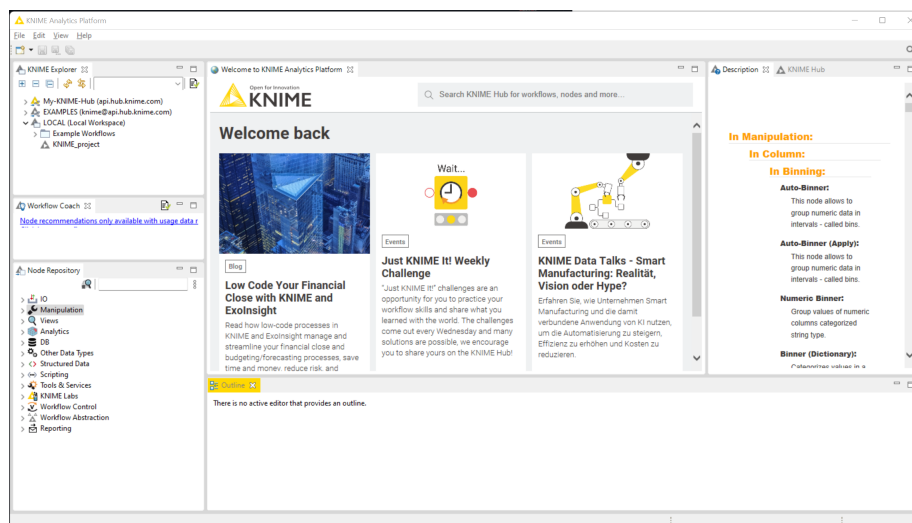 KNIME Analytics Platform
File Edit View Help
KNIME Explorer
My-KNIME-Hub (api.hub.knime.com)
EXAMPLES (knime@api.hub.knime.com)
LOCAL (Local Workspace)
Example Workflows
KNIME_project
Workflow Coach
Node recommendations only available with usage data r
Node Repository
IO
Manipulation
Views
Analytics
DB
Other Data Types
Structured Data
Scripting
Tools & Services
KNIME Labs
Workflow Control
Workflow Abstraction
Reporting
Welcome to KNIME Analytics Platform
Open for Innovation
KNIME
Search KNIME Hub for workflows, nodes and more...
Welcome back
Blog
Low Code Your Financial
Close with KNIME and
ExoInsight
Read how low-code processes in
KNIME and ExoInsight manage and
streamline your financial close and
budgeting/forecasting processes, save
time and money, reduce risk, and
Wait...
Events
Just KNIME It! Weekly
Challenge
"Just KNIME It!" challenges are an
opportunity for you to practice your
workflow skills and share what you
learned with the world. The challenges
come out every Wednesday and many
solutions are possible, we encourage
you to share yours on the KNIME Hub!
Events
KNIME Data Talks - Smart
Manufacturing: Realität,
Vision oder Hype?
Erfahren Sie, wie Unternehmen Smart
Manufacturing und die damit
verbundene Anwendung von KI nutzen,
um die Automatisierung zu steigern,
Effizienz zu erhöhen und Kosten zu
reduzieren.
Outline
There is no active editor that provides an outline.
Description KNIME Hub
In Manipulation:
In Column:
In Binning:
Auto-Binner:
This node allows to
group numeric data in
intervals - called bins.
Auto-Binner (Apply):
This node allows to
group numeric data in
intervals - called bins.
Numeric Binner:
Group values of numeric
columns categorized
string type.
Binner (Dictionary):
Categorizes values in a